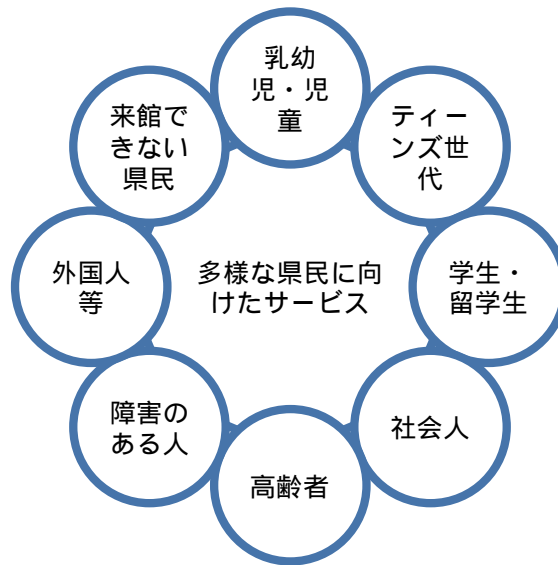 乳幼
児・児
童
ティー
ンズ世
代
学生・
留学生
社会人
高齢者
障害の
ある人
外国人
等
来館で
きない
県民
多様な県民に向
けたサービス